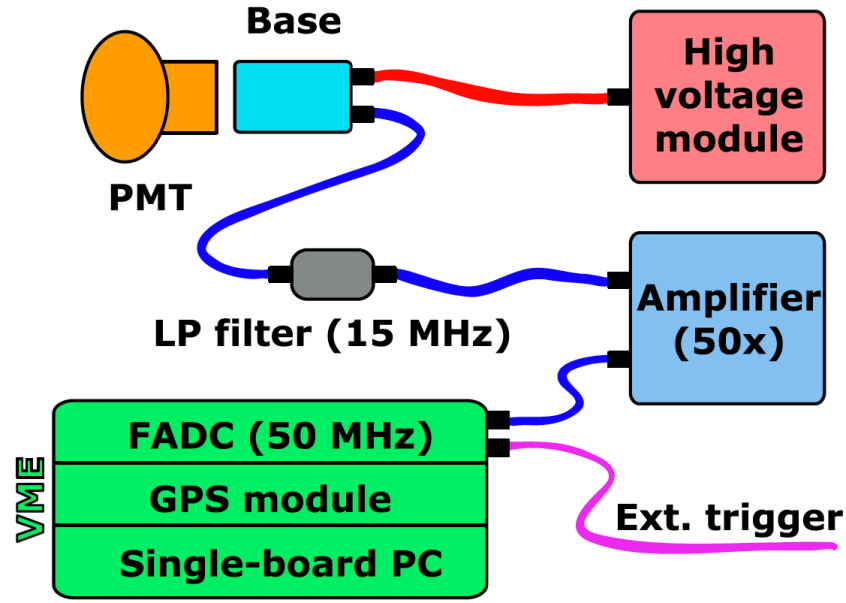 Base
High
voltage
module
PMT
LP filter (15 MHz)
Amplifier
(50x)
VME
FADC (50 MHz)
GPS module
Single-board PC
Ext. trigger